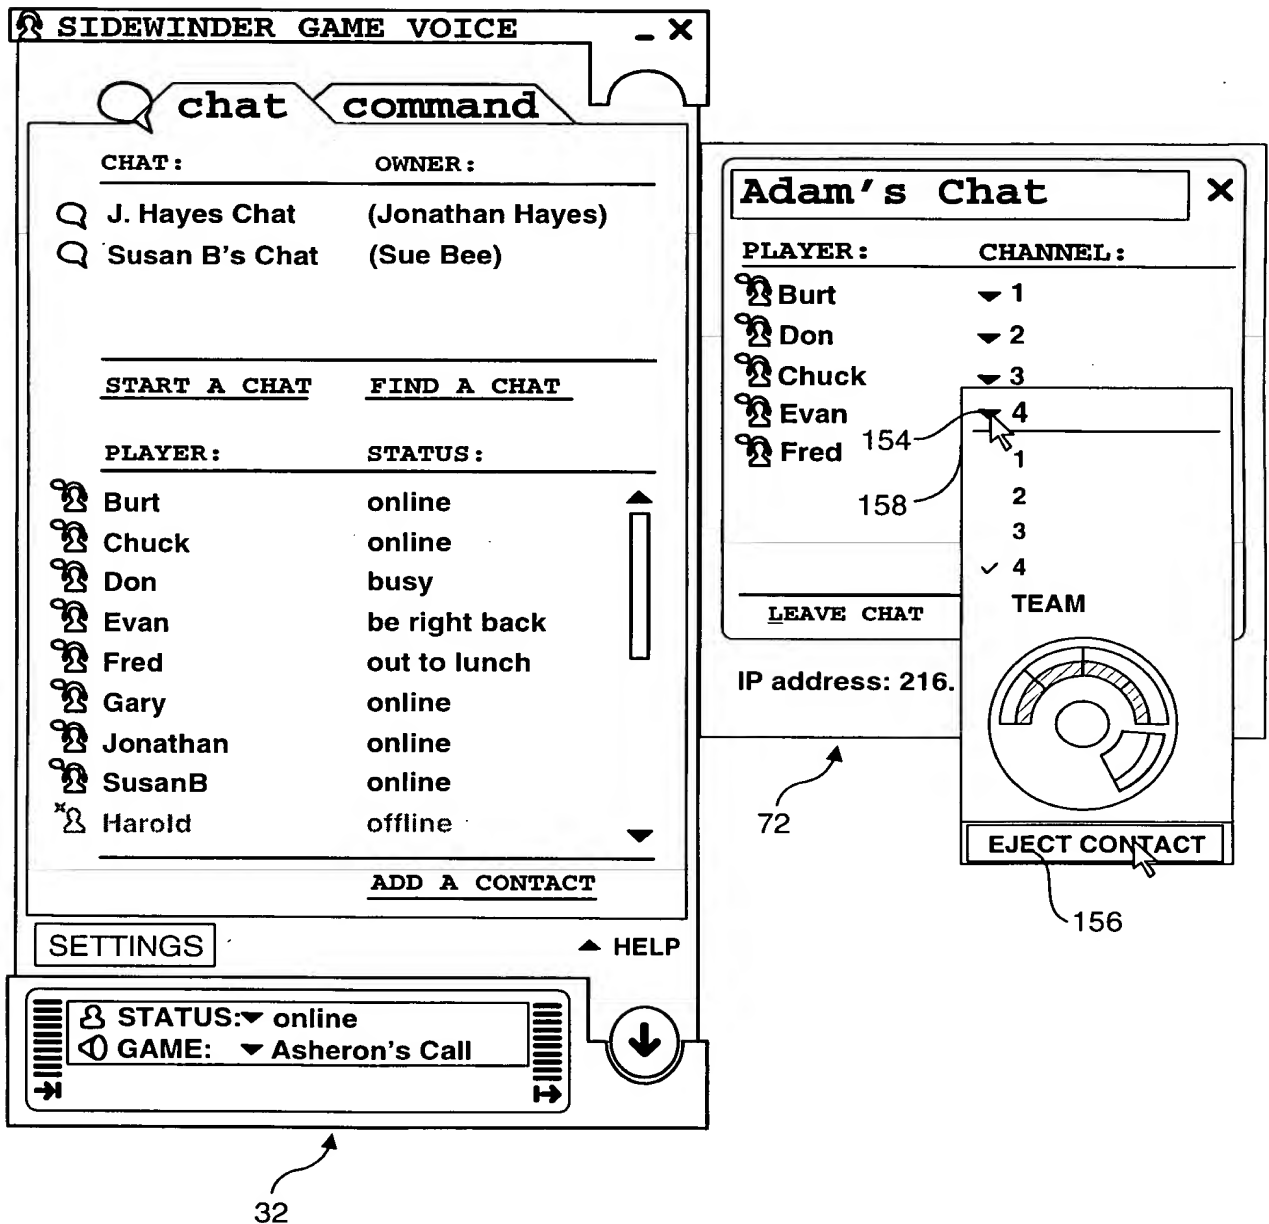 SIDEWINDER GAME VOICE
chat command
CHAT: OWNER:
J. Hayes Chat (Jonathan Hayes)
Susan B's Chat (Sue Bee)
START A CHAT FIND A CHAT
PLAYER: STATUS:
Burt online
Chuck online
Don busy
Evan be right back
Fred out to lunch
Gary online
Jonathan online
SusanB online
Harold offline
ADD A CONTACT
SETTINGS HELP
STATUS: online
GAME: Asheron's Call
32
Adam's Chat
PLAYER: CHANNEL:
Burt 1
Don 2
Chuck 3
Evan 4
Fred
154
158
1
2
3
4
TEAM
LEAVE CHAT
IP address: 216.
EJECT CONTACT
72
156